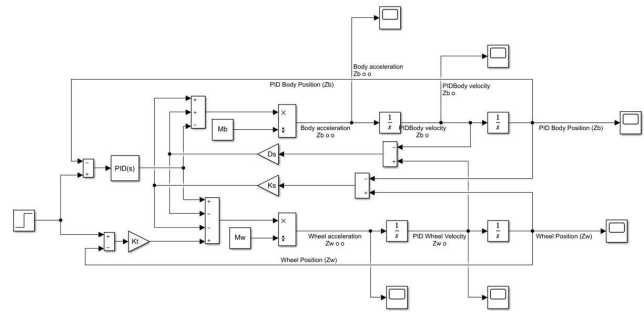 Body acceleration
Zb o o
PIDBody velocity
Zb o
PID Body Position (Zb)
+
+
−
Mb
×
÷
Body acceleration
Zb o o
1
s
PIDBody velocity
Zb o
1
s
PID Body Position (Zb)
−
+
PID(s)
Ds
−
+
Ks
−
+
+
−
−
+
+
−
Kt
Mw
×
÷
Wheel acceleration
Zw o o
1
s
PID Wheel Velocity
Zw o
1
s
Wheel Position (Zw)
Wheel Position (Zw)